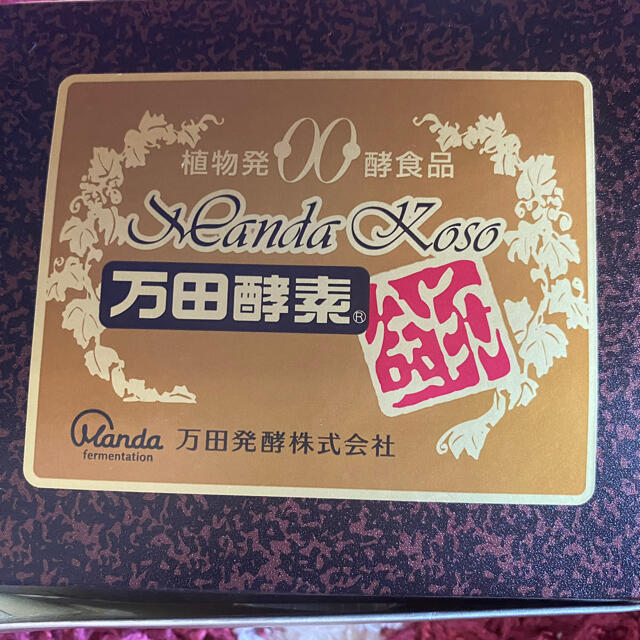 植物発酵食品
Manda Koso
万田酵素®
Manda
fermentation
万田発酵株式会社